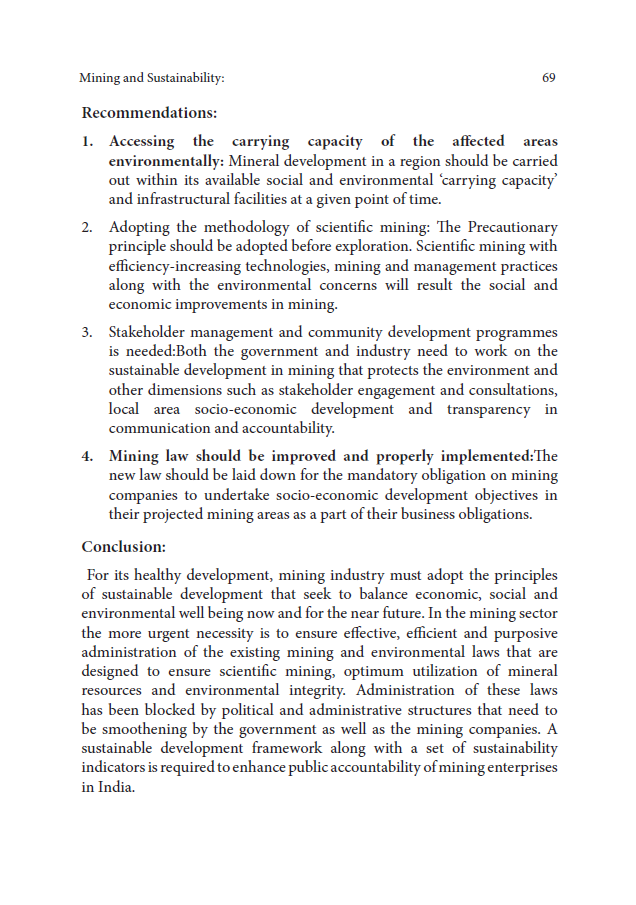 Mining and Sustainability: 69
Recommendations:
1. Accessing the carrying capacity of the affected areas
environmentally: Mineral development in a region should be carried
out within its available social and environmental ‘carrying capacity’
and infrastructural facilities at a given point of time.
2. Adopting the methodology of scientific mining: The Precautionary
principle should be adopted before exploration. Scientific mining with
efficiency-increasing technologies, mining and management practices
along with the environmental concerns will result the social and
economic improvements in mining.
3. Stakeholder management and community development programmes
is needed:Both the government and industry need to work on the
sustainable development in mining that protects the environment and
other dimensions such as stakeholder engagement and consultations,
local area socio-economic development and transparency in
communication and accountability.
4. Mining law should be improved and properly implemented:The
new law should be laid down for the mandatory obligation on mining
companies to undertake socio-economic development objectives in
their projected mining areas as a part of their business obligations.
Conclusion:
For its healthy development, mining industry must adopt the principles
of sustainable development that seek to balance economic, social and
environmental well being now and for the near future. In the mining sector
the more urgent necessity is to ensure effective, efficient and purposive
administration of the existing mining and environmental laws that are
designed to ensure scientific mining, optimum utilization of mineral
resources and environmental integrity. Administration of these laws
has been blocked by political and administrative structures that need to
be smoothening by the government as well as the mining companies. A
sustainable development framework along with a set of sustainability
indicators is required to enhance public accountability of mining enterprises
in India.